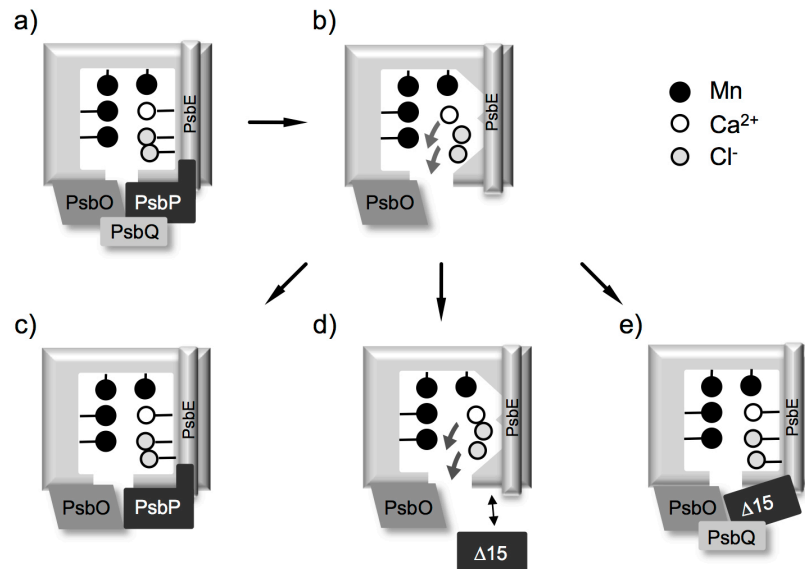 a)
PsbE
PsbO
PsbP
PsbQ
b)
PsbE
PsbO
Mn
Ca²⁺
Cl⁻
c)
PsbE
PsbO
PsbP
d)
PsbE
PsbO
Δ15
e)
PsbE
PsbO
Δ15
PsbQ